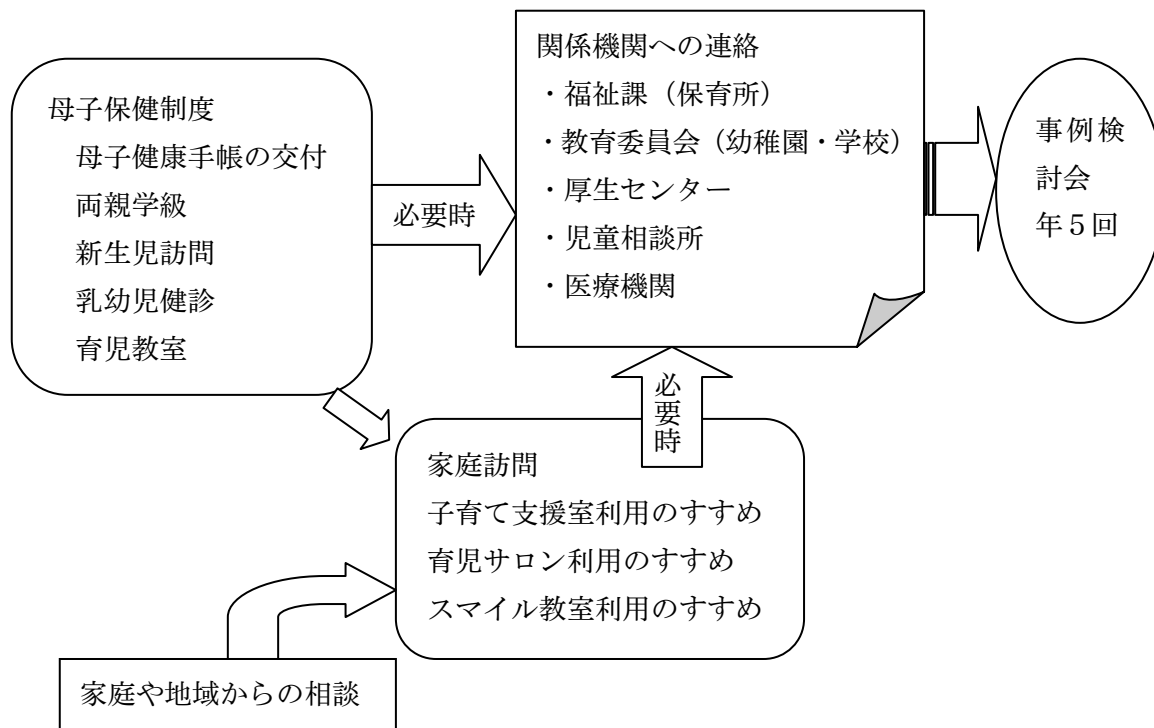 母子保健制度
母子健康手帳の交付
両親学級
新生児訪問
乳幼児健診
育児教室
必要時
関係機関への連絡
・福祉課（保育所）
・教育委員会（幼稚園・学校）
・厚生センター
・児童相談所
・医療機関
事例検
討会
年５回
必要時
家庭訪問
子育て支援室利用のすすめ
育児サロン利用のすすめ
スマイル教室利用のすすめ
家庭や地域からの相談